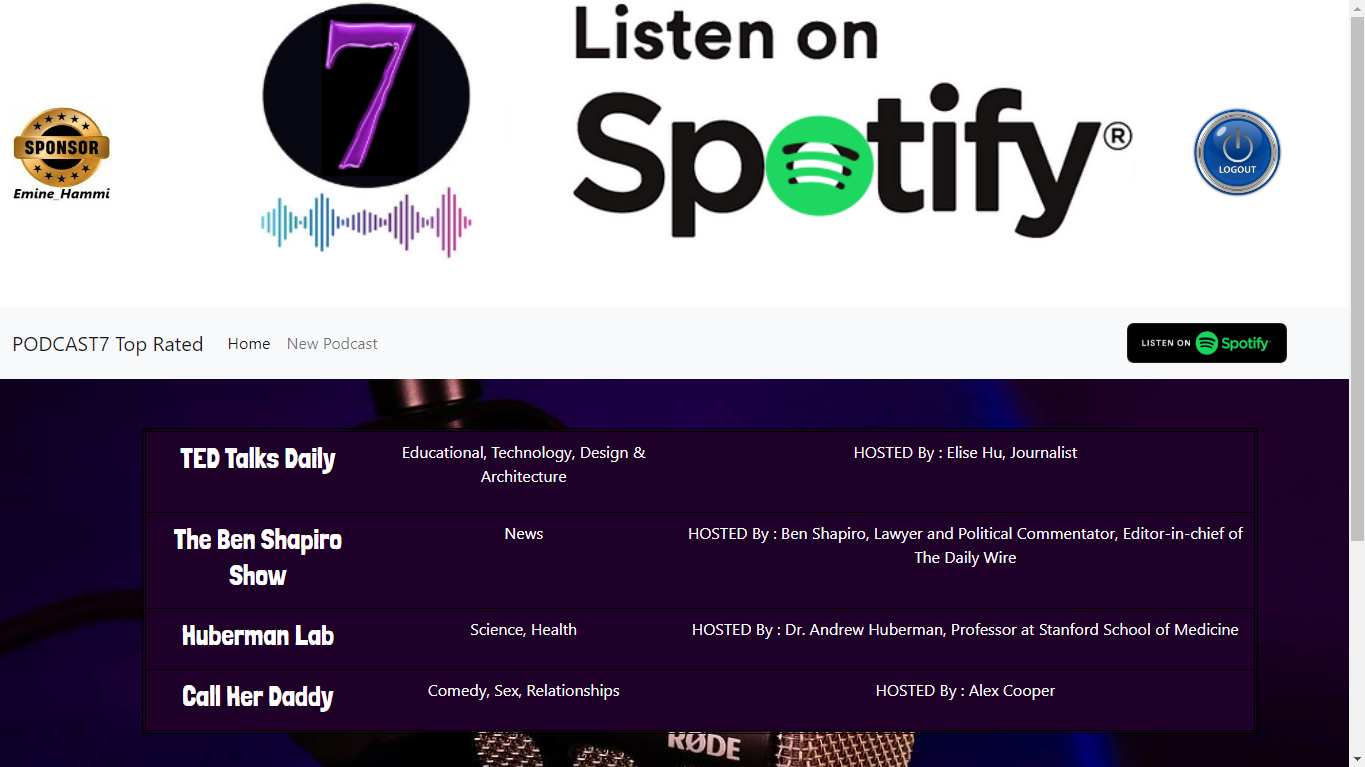 7
Listen on
Spotify®
SPONSOR
Emine_Hammi
LOGOUT
PODCAST7 Top Rated
Home
New Podcast
LISTEN ON Spotify
TED Talks Daily
Educational, Technology, Design &
Architecture
HOSTED By : Elise Hu, Journalist
The Ben Shapiro
Show
News
HOSTED By : Ben Shapiro, Lawyer and Political Commentator, Editor-in-chief of
The Daily Wire
Huberman Lab
Science, Health
HOSTED By : Dr. Andrew Huberman, Professor at Stanford School of Medicine
Call Her Daddy
Comedy, Sex, Relationships
HOSTED By : Alex Cooper
RØDE